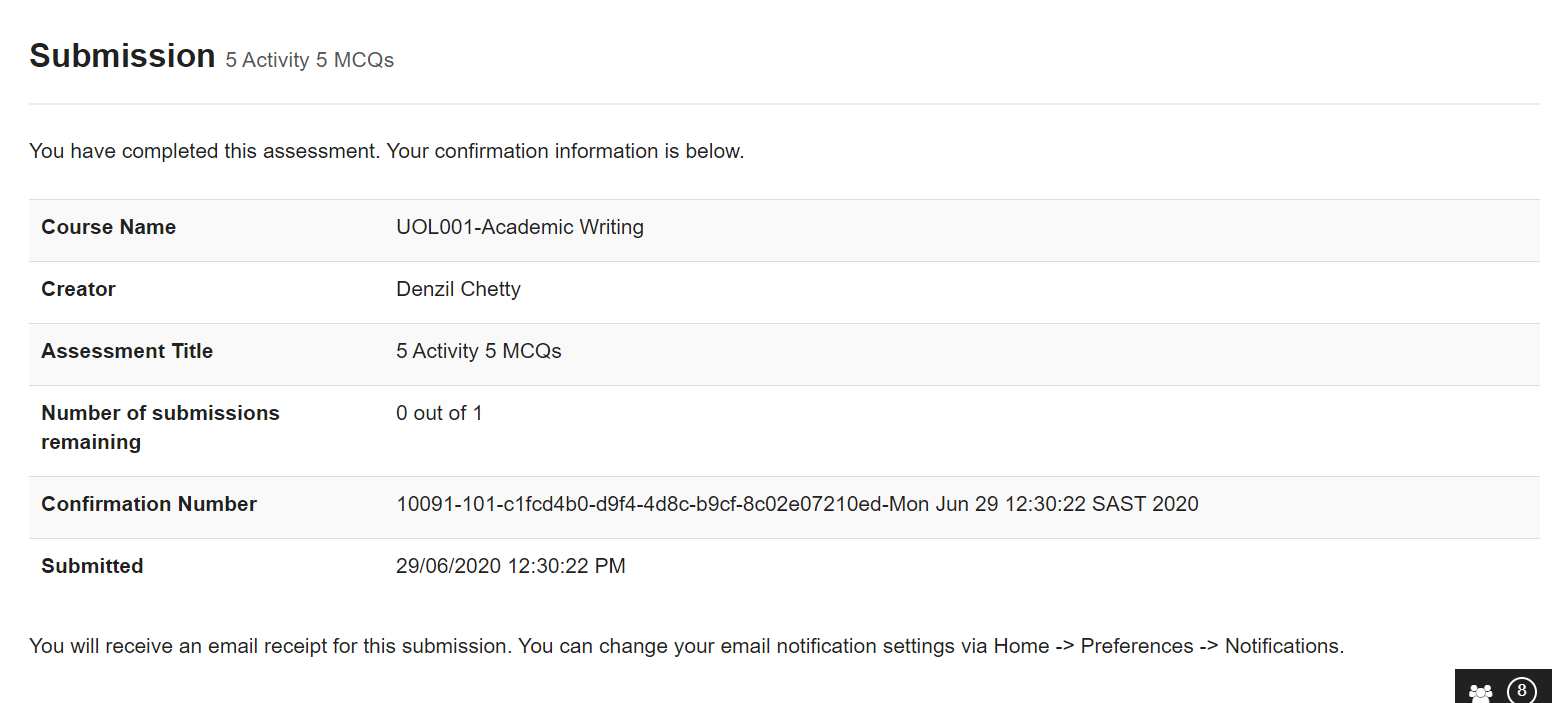 Submission 5 Activity 5 MCQs
You have completed this assessment. Your confirmation information is below.
Course Name UOL001-Academic Writing
Creator Denzil Chetty
Assessment Title 5 Activity 5 MCQs
Number of submissions remaining 0 out of 1
Confirmation Number 10091-101-c1fcd4b0-d9f4-4d8c-b9cf-8c02e07210ed-Mon Jun 29 12:30:22 SAST 2020
Submitted 29/06/2020 12:30:22 PM
You will receive an email receipt for this submission. You can change your email notification settings via Home -> Preferences -> Notifications.
8